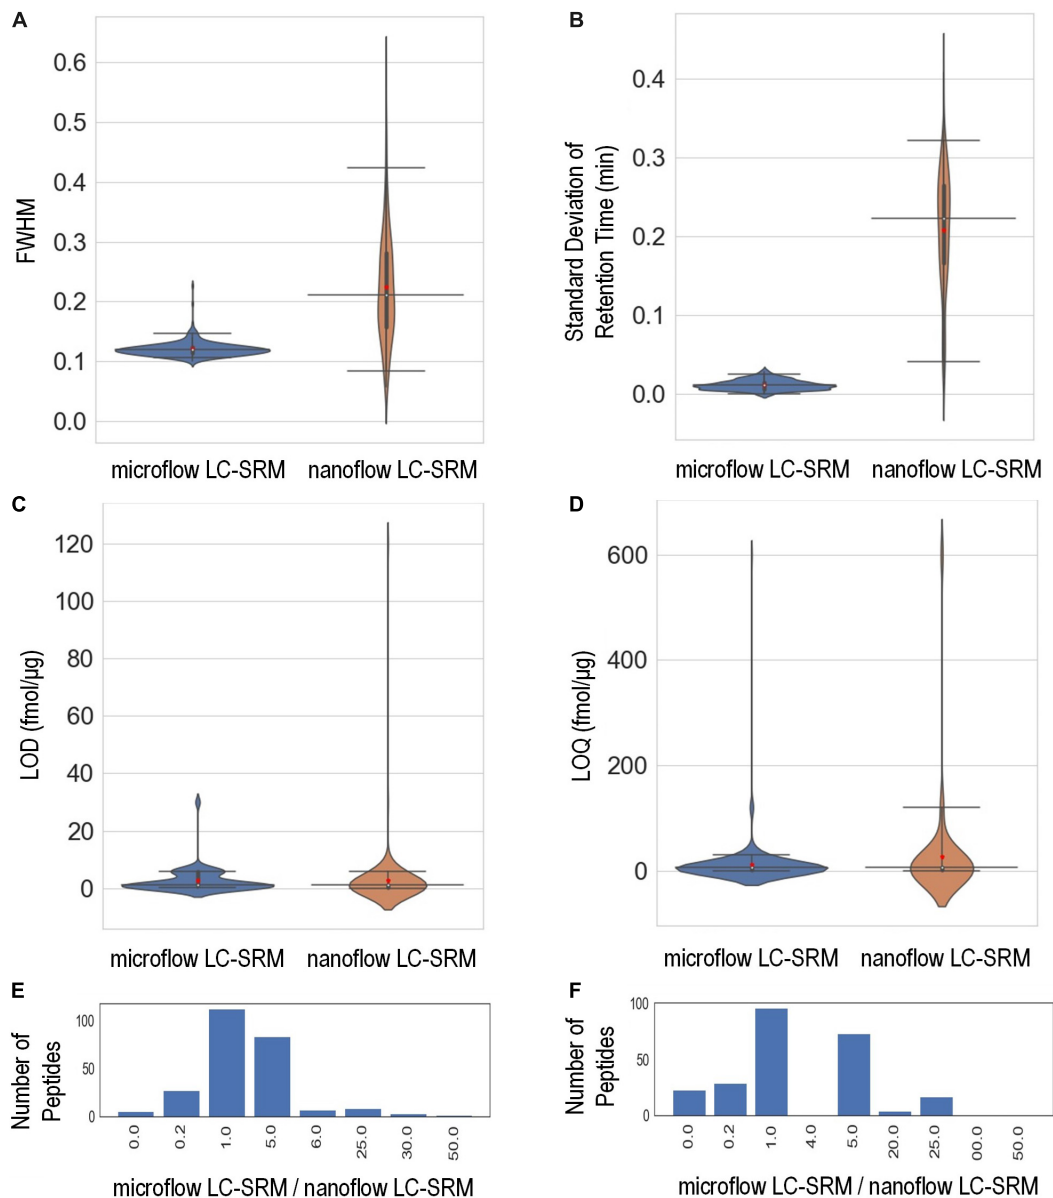 A
FWHM
0.6
0.5
0.4
0.3
0.2
0.1
0.0
microflow LC-SRM
nanoflow LC-SRM
B
Standard Deviation of
Retention Time (min)
0.4
0.3
0.2
0.1
0.0
microflow LC-SRM
nanoflow LC-SRM
C
LOD (fmol/µg)
120
100
80
60
40
20
0
microflow LC-SRM
nanoflow LC-SRM
D
LOQ (fmol/µg)
600
400
200
0
microflow LC-SRM
nanoflow LC-SRM
E
Number of
Peptides
100
50
0
0.0
0.2
1.0
5.0
6.0
25.0
30.0
50.0
microflow LC-SRM / nanoflow LC-SRM
F
Number of
Peptides
100
50
0
0.0
0.2
1.0
4.0
5.0
20.0
25.0
00.0
50.0
microflow LC-SRM / nanoflow LC-SRM